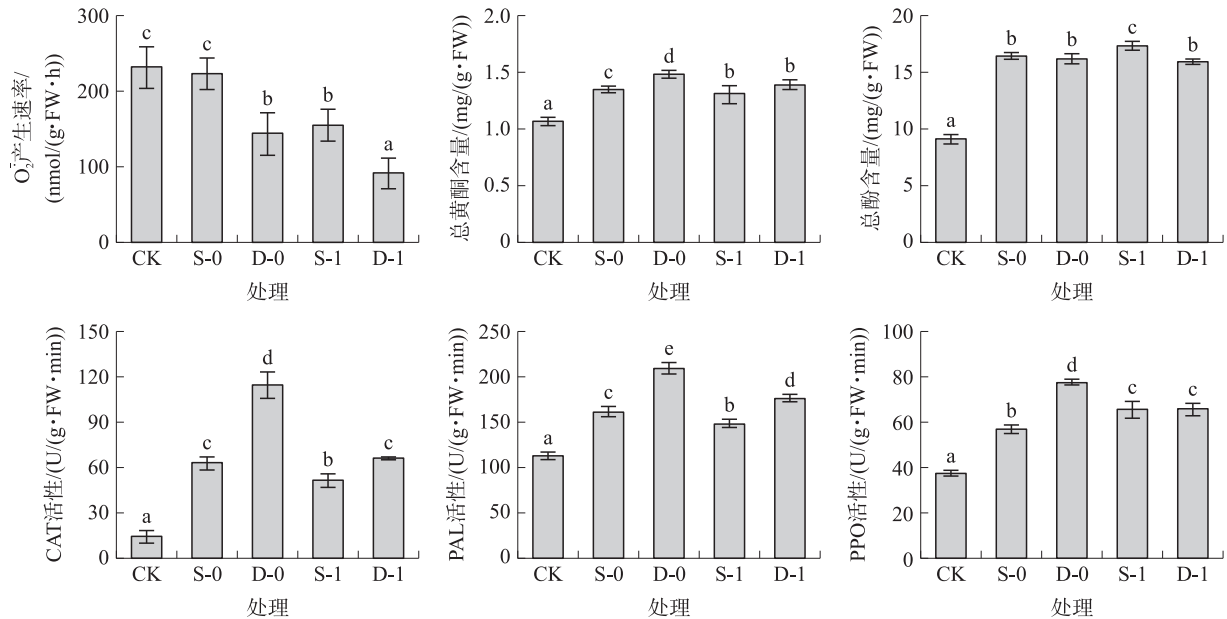 O₂⁻产生速率/
(nmol/(g·FW·h))
300
200
100
0
c
c
b
b
a
CK S-0 D-0 S-1 D-1
处理
总黄酮含量/(mg/(g·FW))
2.0
1.5
1.0
0.5
0
a
c
d
b
b
CK S-0 D-0 S-1 D-1
处理
总酚含量/(mg/(g·FW))
20
15
10
5
0
a
b
b
c
b
CK S-0 D-0 S-1 D-1
处理
CAT活性/(U/(g·FW·min))
150
120
90
60
30
0
a
c
d
b
c
CK S-0 D-0 S-1 D-1
处理
PAL活性/(U/(g·FW·min))
250
200
150
100
50
0
a
c
e
b
d
CK S-0 D-0 S-1 D-1
处理
PPO活性/(U/(g·FW·min))
100
80
60
40
20
0
a
b
d
c
c
CK S-0 D-0 S-1 D-1
处理